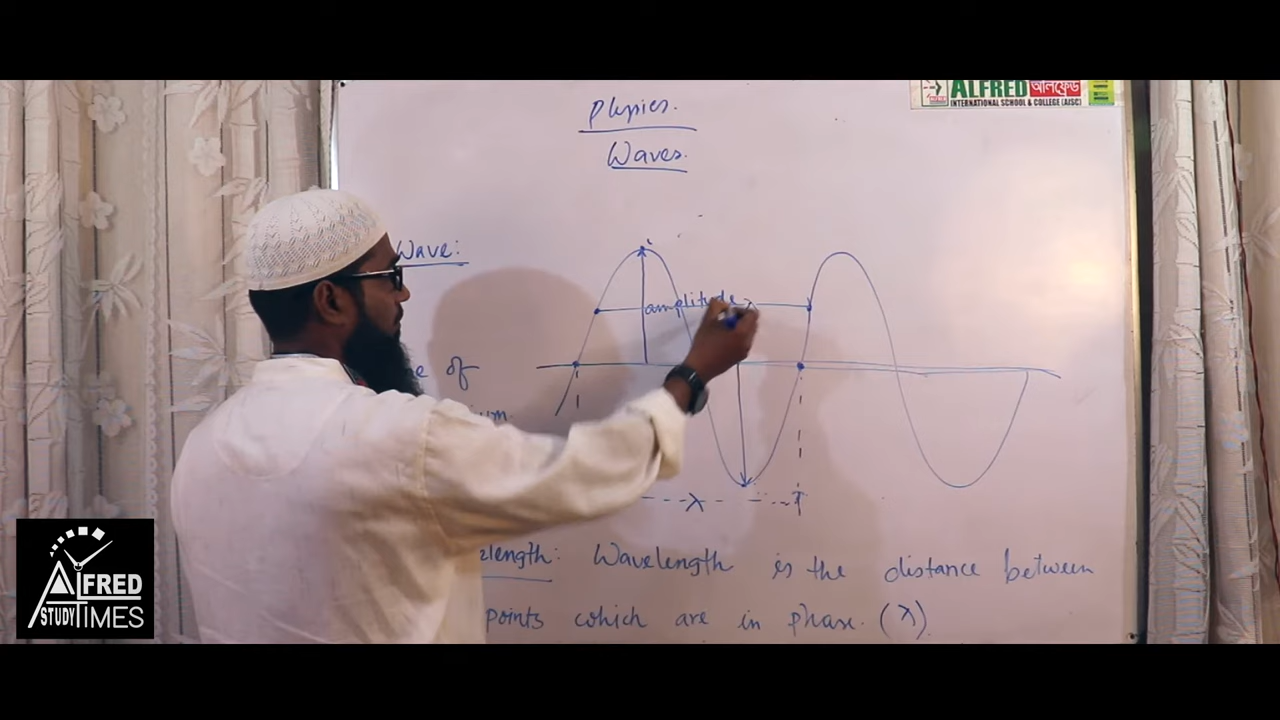 ALFRED আলফ্রেড
INTERNATIONAL SCHOOL & COLLEGE (AISC)
Physics.
Waves.
Wave:
amplitude
of
λ
Wavelength is the distance between
points which are in phase. (λ)
ALFRED
STUDY TIMES